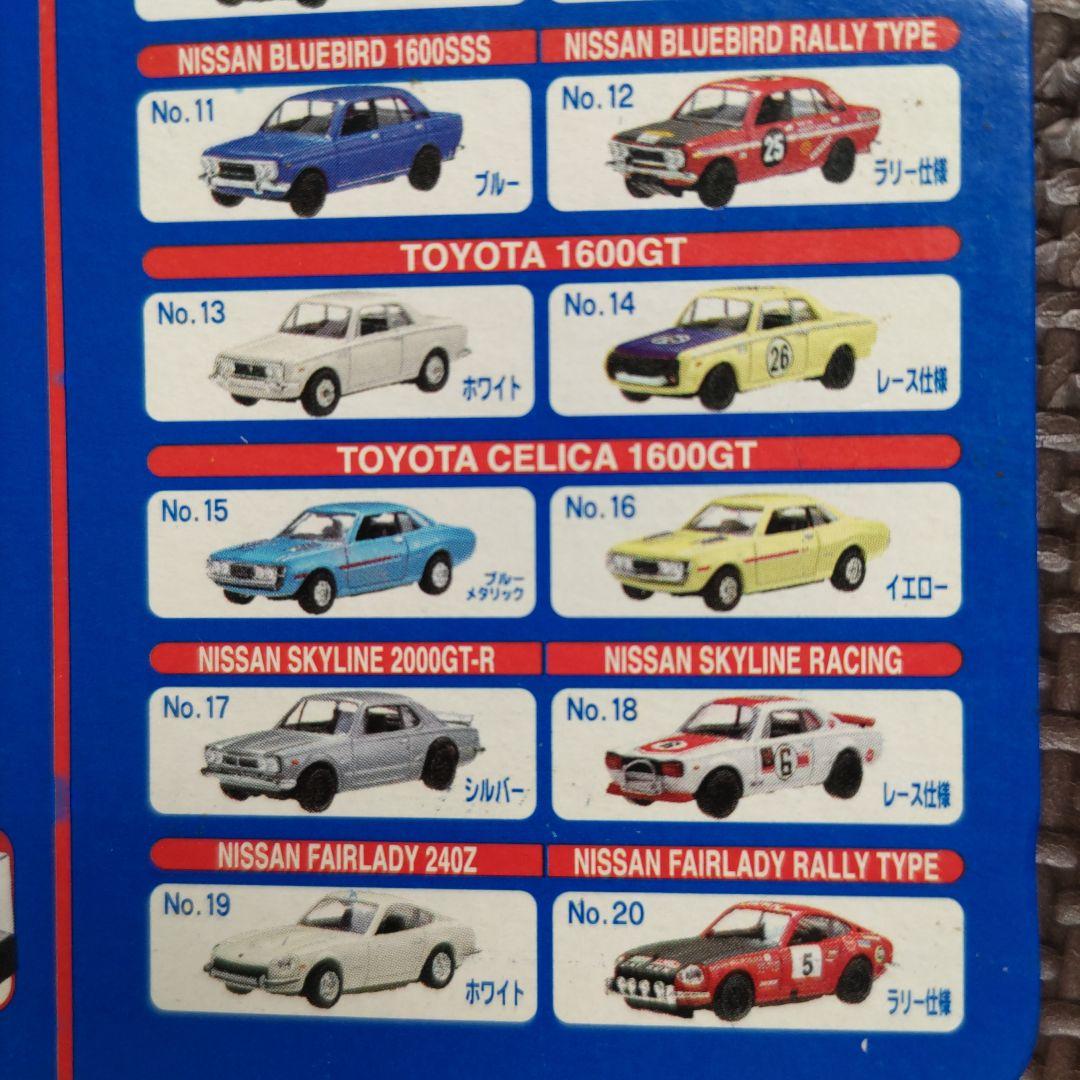 NISSAN BLUEBIRD 1600SSS
NISSAN BLUEBIRD RALLY TYPE
No.11
ブルー
No.12
25
ラリー仕様
TOYOTA 1600GT
No.13
ホワイト
No.14
26
レース仕様
TOYOTA CELICA 1600GT
No.15
ブルー
メタリック
No.16
イエロー
NISSAN SKYLINE 2000GT-R
NISSAN SKYLINE RACING
No.17
シルバー
No.18
6
レース仕様
NISSAN FAIRLADY 240Z
NISSAN FAIRLADY RALLY TYPE
No.19
ホワイト
No.20
5
ラリー仕様